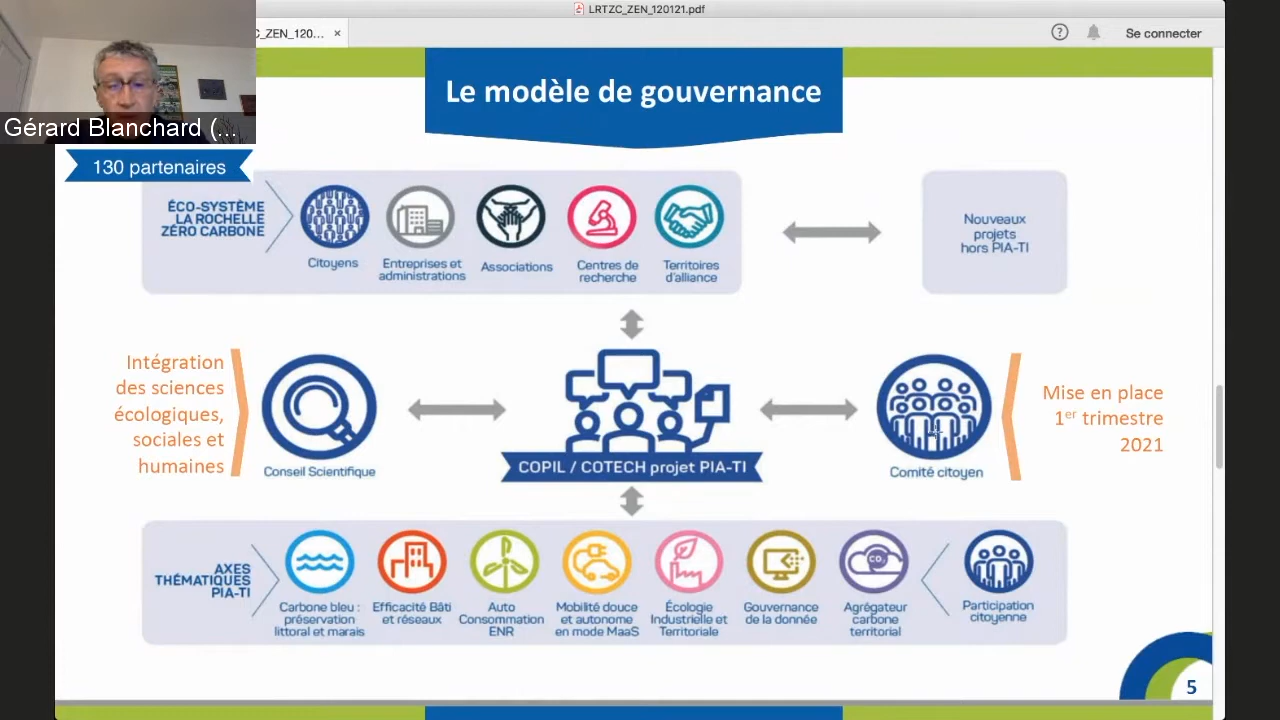 LRTZC_ZEN_120121.pdf
C_ZEN_120... ×
Se connecter
Gérard Blanchard (...
Le modèle de gouvernance
130 partenaires
ÉCO-SYSTÈME
LA ROCHELLE
ZÉRO CARBONE
Citoyens
Entreprises et
administrations
Associations
Centres de
recherche
Territoires
d'alliance
Nouveaux
projets
hors PIA-TI
Intégration
des sciences
écologiques,
sociales et
humaines
Conseil Scientifique
COPIL / COTECH projet PIA-TI
Comité citoyen
Mise en place
1er trimestre
2021
AXES
THÉMATIQUES
PIA-TI
Carbone bleu :
préservation
littoral et marais
Efficacité Bâti
et réseaux
Auto
Consommation
ENR
Mobilité douce
et autonome
en mode MaaS
Écologie
Industrielle et
Territoriale
Gouvernance
de la donnée
CO2
Agrégateur
carbone
territorial
Participation
citoyenne
5